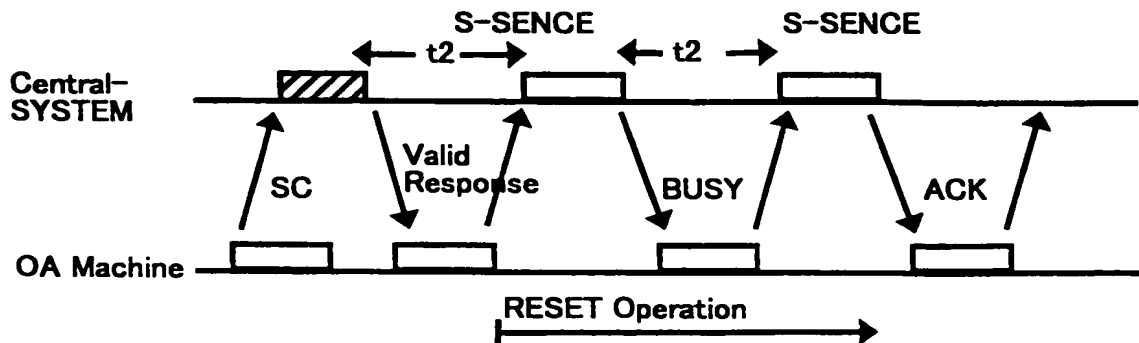 S-SENCE
S-SENCE
t2
t2
Central-
SYSTEM
Valid
Response
SC
BUSY
ACK
OA Machine
RESET Operation